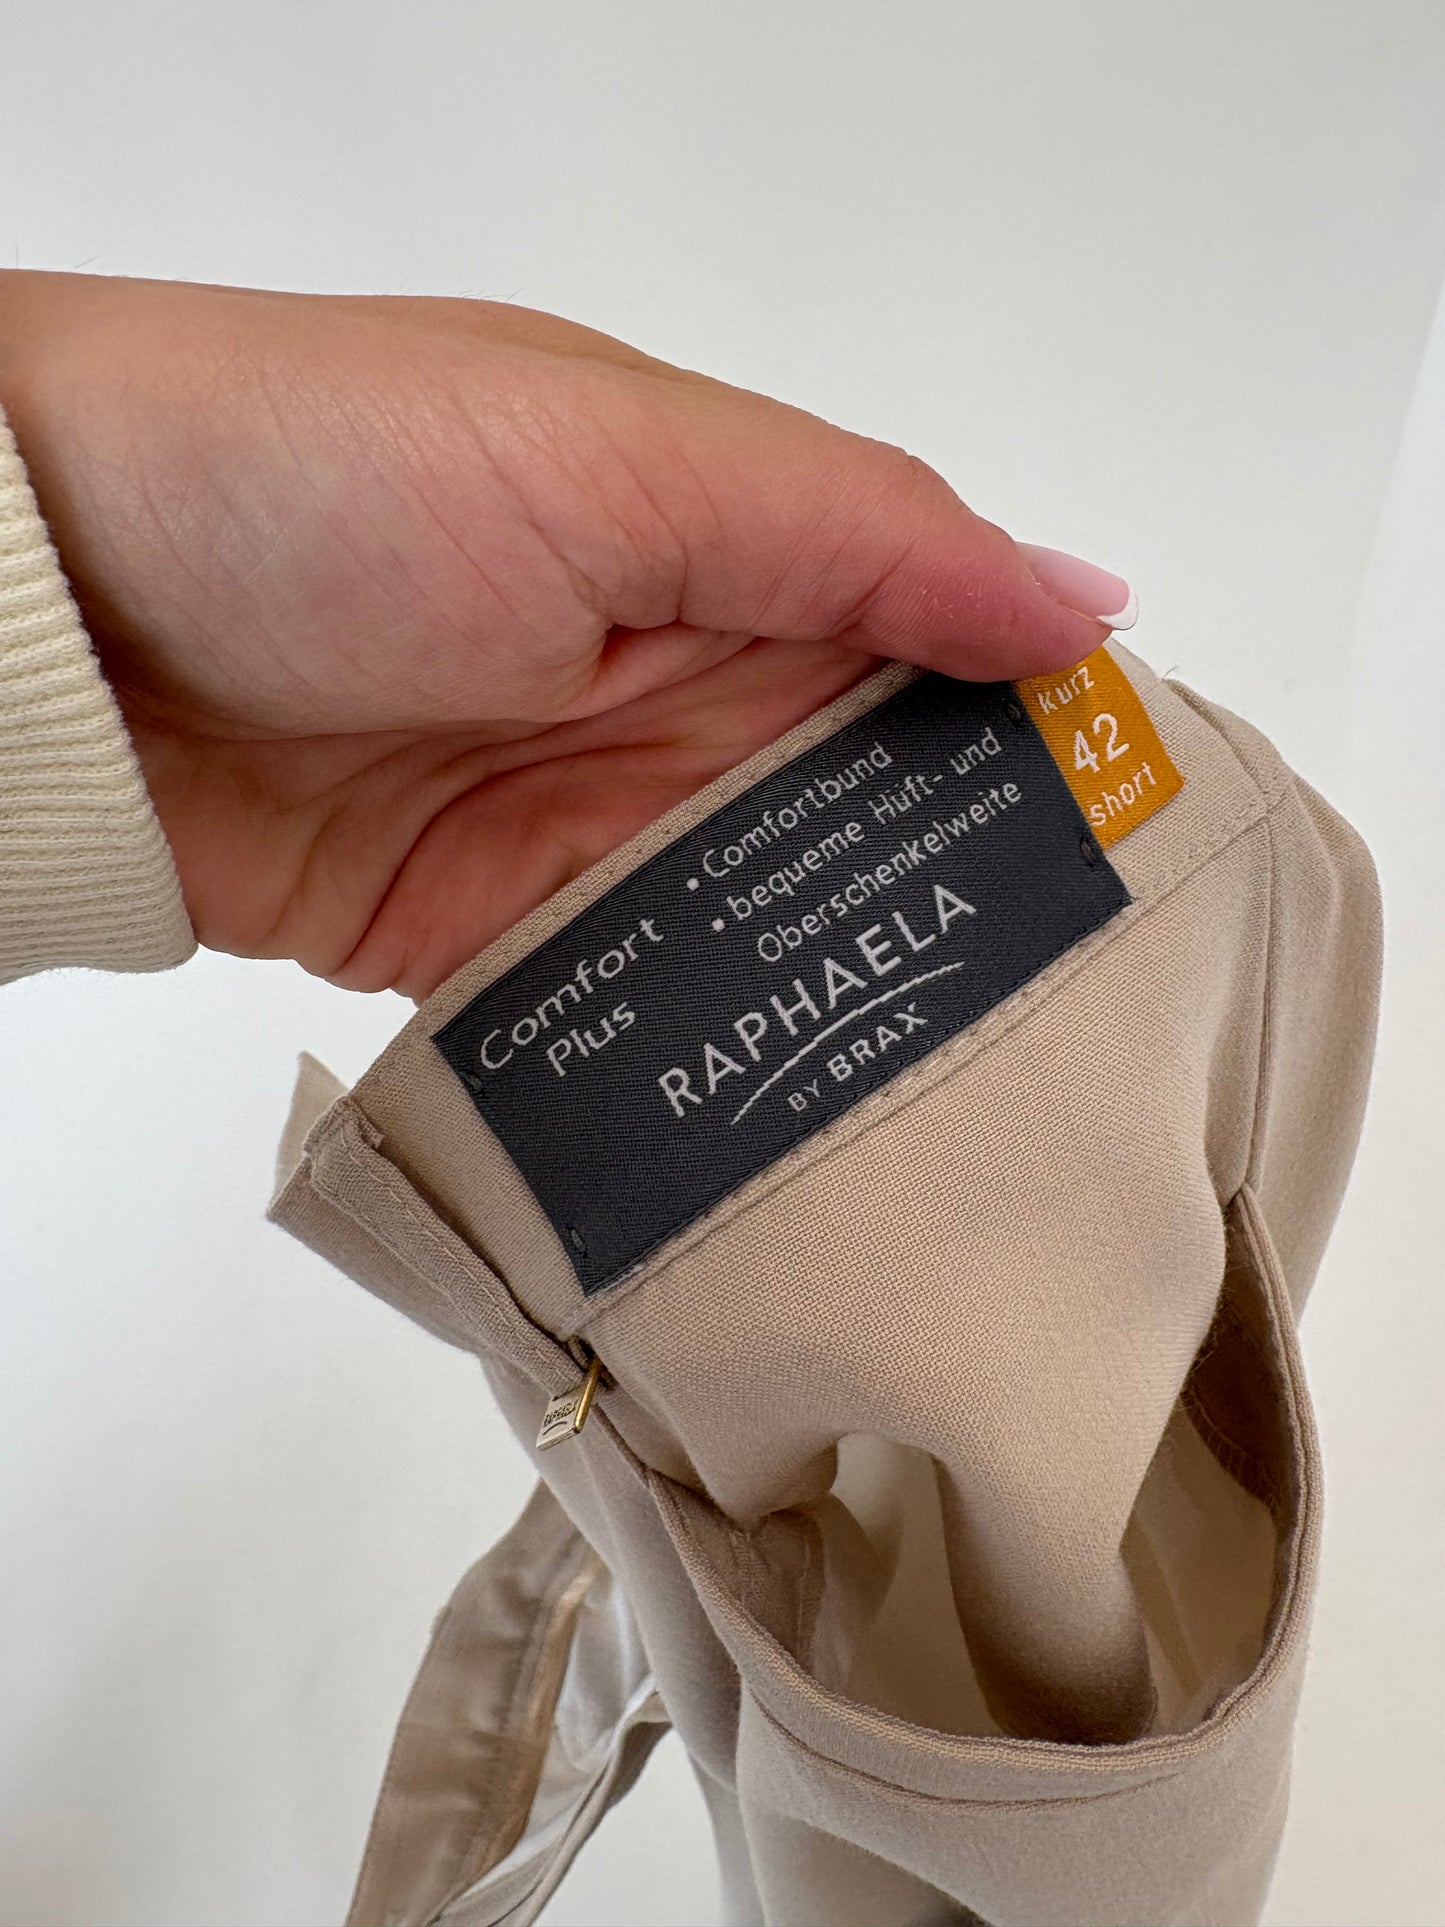 Kurz
42
short
Comfort
Plus
• Comfortbund
• bequeme Hüft- und
Oberschenkelweite
RAPHAELA
BY BRAX